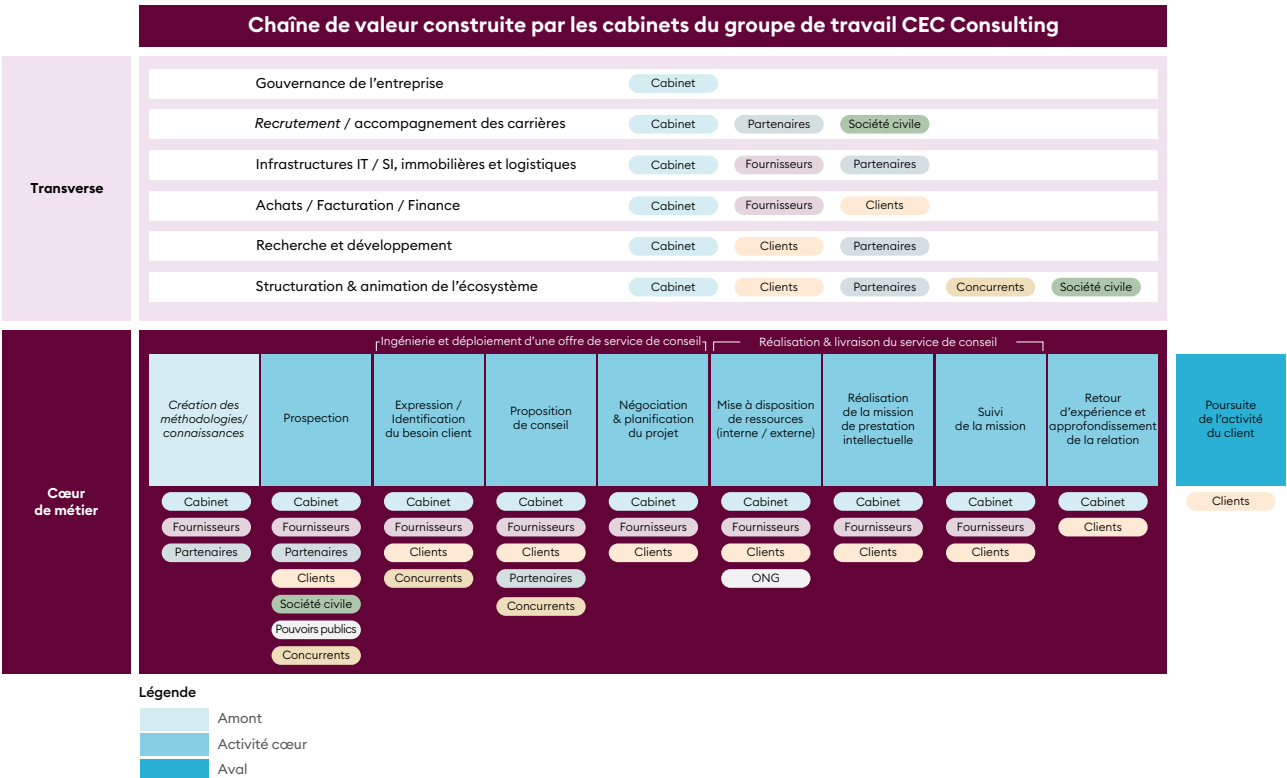 Chaîne de valeur construite par les cabinets du groupe de travail CEC Consulting
Transverse
Gouvernance de l'entreprise
Cabinet
Recrutement / accompagnement des carrières
Cabinet
Partenaires
Société civile
Infrastructures IT / SI, immobilières et logistiques
Cabinet
Fournisseurs
Partenaires
Achats / Facturation / Finance
Cabinet
Fournisseurs
Clients
Recherche et développement
Cabinet
Clients
Partenaires
Structuration & animation de l'écosystème
Cabinet
Clients
Partenaires
Concurrents
Société civile
Cœur
de métier
Ingénierie et déploiement d'une offre de service de conseil
Réalisation & livraison du service de conseil
Création des
méthodologies/
connaissances
Cabinet
Fournisseurs
Partenaires
Prospection
Cabinet
Fournisseurs
Partenaires
Clients
Société civile
Pouvoirs publics
Concurrents
Expression /
Identification
du besoin client
Cabinet
Fournisseurs
Clients
Concurrents
Proposition
de conseil
Cabinet
Fournisseurs
Clients
Partenaires
Concurrents
Négociation
& planification
du projet
Cabinet
Fournisseurs
Clients
Mise à disposition
de ressources
(interne / externe)
Cabinet
Fournisseurs
Clients
ONG
Réalisation
de la mission
de prestation
intellectuelle
Cabinet
Fournisseurs
Clients
Suivi
de la mission
Cabinet
Fournisseurs
Clients
Retour
d'expérience et
approfondissement
de la relation
Cabinet
Clients
Poursuite
de l'activité
du client
Clients
Légende
Amont
Activité cœur
Aval